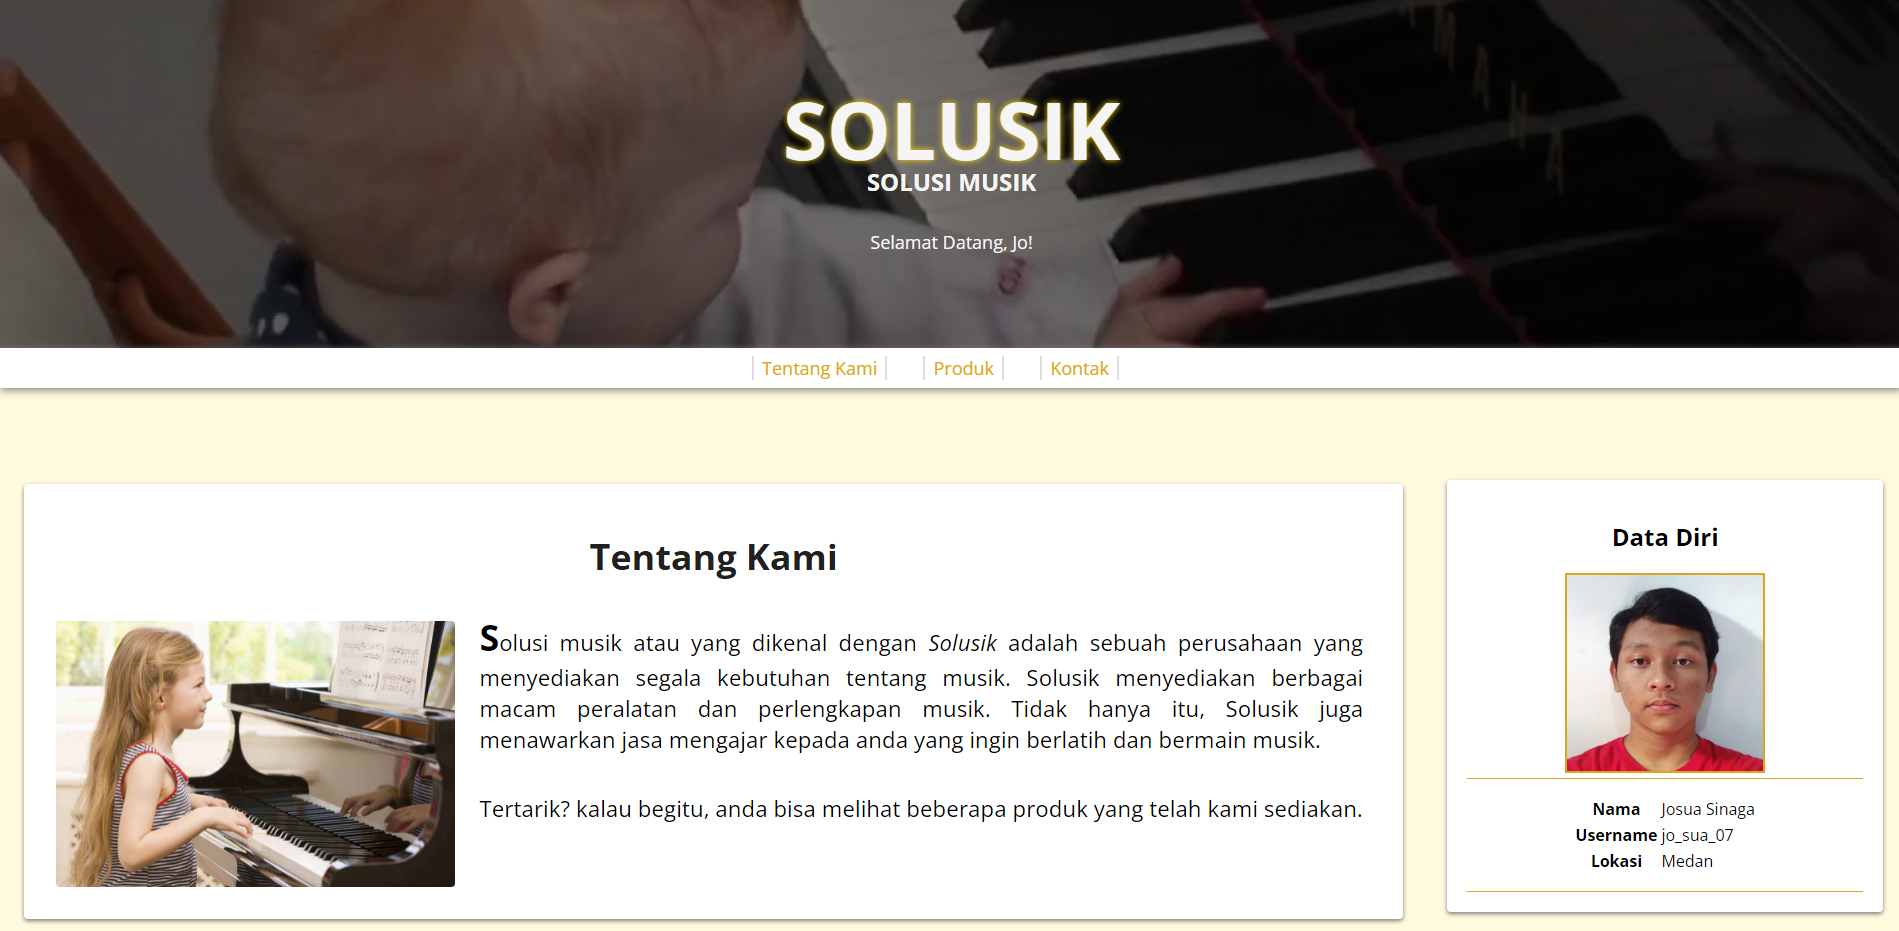 SOLUSIK
SOLUSI MUSIK
Selamat Datang, Jo!
Tentang Kami
Produk
Kontak
Tentang Kami
Solusi musik atau yang dikenal dengan Solusik adalah sebuah perusahaan yang
menyediakan segala kebutuhan tentang musik. Solusik menyediakan berbagai
macam peralatan dan perlengkapan musik. Tidak hanya itu, Solusik juga
menawarkan jasa mengajar kepada anda yang ingin berlatih dan bermain musik.
Tertarik? kalau begitu, anda bisa melihat beberapa produk yang telah kami sediakan.
Data Diri
Nama Josua Sinaga
Username jo_sua_07
Lokasi Medan